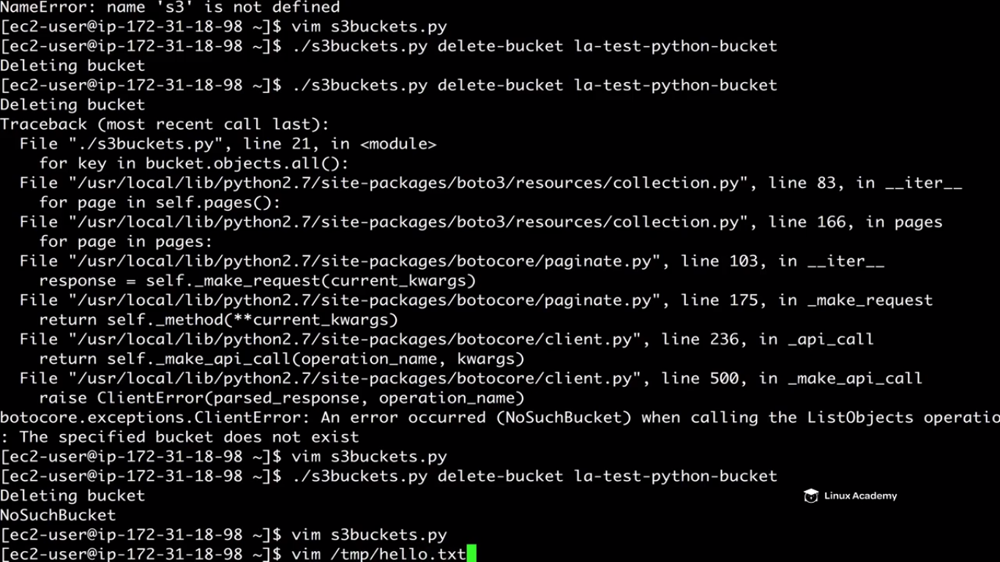 NameError: name 's3' is not defined
[ec2-user@ip-172-31-18-98 ~]$ vim s3buckets.py
[ec2-user@ip-172-31-18-98 ~]$ ./s3buckets.py delete-bucket la-test-python-bucket
Deleting bucket
[ec2-user@ip-172-31-18-98 ~]$ ./s3buckets.py delete-bucket la-test-python-bucket
Deleting bucket
Traceback (most recent call last):
  File "./s3buckets.py", line 21, in <module>
    for key in bucket.objects.all():
  File "/usr/local/lib/python2.7/site-packages/boto3/resources/collection.py", line 83, in __iter__
    for page in self.pages():
  File "/usr/local/lib/python2.7/site-packages/boto3/resources/collection.py", line 166, in pages
    for page in pages:
  File "/usr/local/lib/python2.7/site-packages/botocore/paginate.py", line 103, in __iter__
    response = self._make_request(current_kwargs)
  File "/usr/local/lib/python2.7/site-packages/botocore/paginate.py", line 175, in _make_request
    return self._method(**current_kwargs)
  File "/usr/local/lib/python2.7/site-packages/botocore/client.py", line 236, in _api_call
    return self._make_api_call(operation_name, kwargs)
  File "/usr/local/lib/python2.7/site-packages/botocore/client.py", line 500, in _make_api_call
    raise ClientError(parsed_response, operation_name)
botocore.exceptions.ClientError: An error occurred (NoSuchBucket) when calling the ListObjects operatio
: The specified bucket does not exist
[ec2-user@ip-172-31-18-98 ~]$ vim s3buckets.py
[ec2-user@ip-172-31-18-98 ~]$ ./s3buckets.py delete-bucket la-test-python-bucket
Deleting bucket
Linux Academy
NoSuchBucket
[ec2-user@ip-172-31-18-98 ~]$ vim s3buckets.py
[ec2-user@ip-172-31-18-98 ~]$ vim /tmp/hello.txt